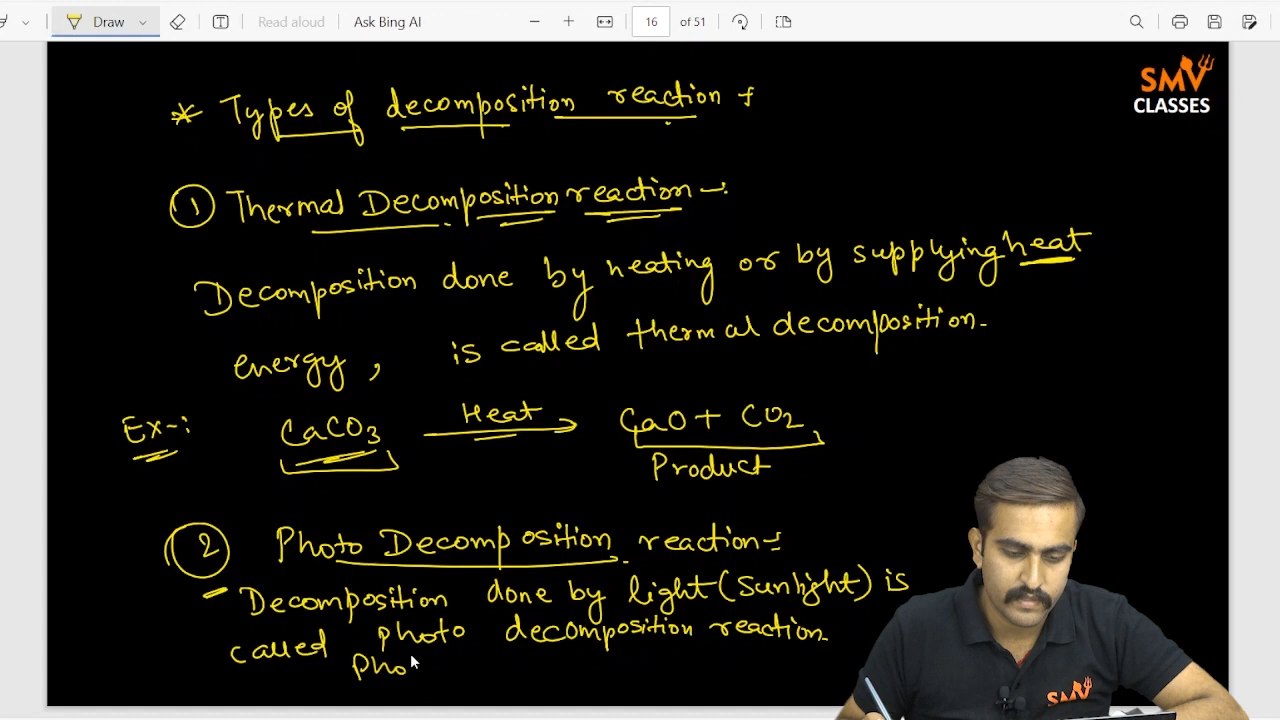 Draw
Read aloud
Ask Bing AI
16 of 51
SMV
CLASSES
* Types of decomposition reaction :-
① Thermal Decomposition reaction -:
Decomposition done by heating or by supplying heat
energy, is called thermal decomposition.
Ex-: CaCO₃ Heat → CaO + CO₂
Product
② Photo Decomposition reaction :-
Decomposition done by light (Sunlight) is
called photo decomposition reaction.
Pho
SMV